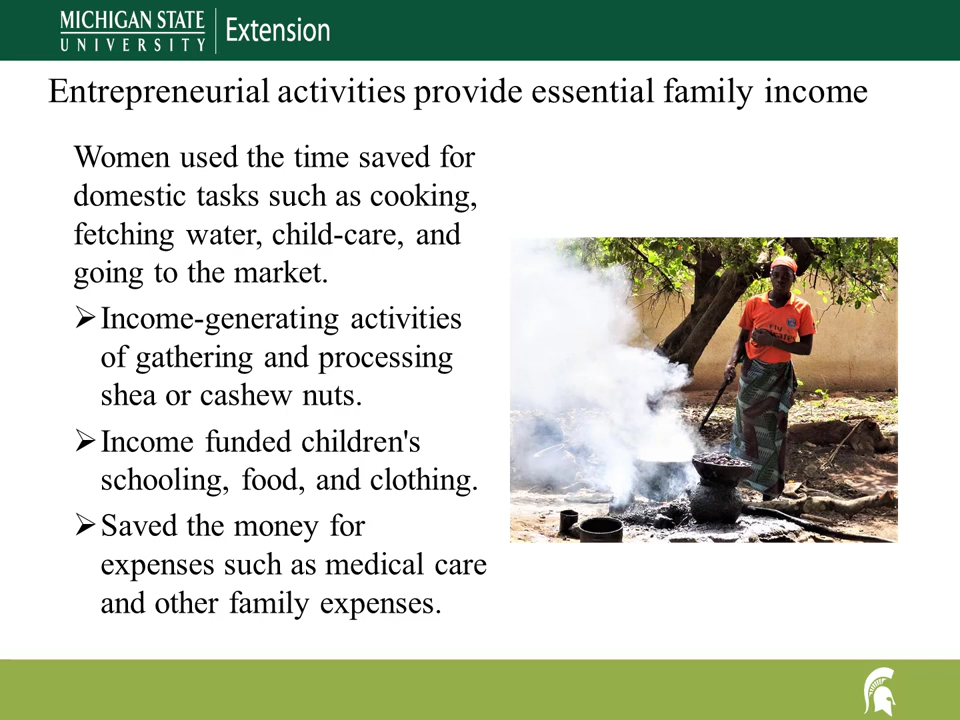 MICHIGAN STATE
UNIVERSITY
Extension
Entrepreneurial activities provide essential family income
Women used the time saved for
domestic tasks such as cooking,
fetching water, child-care, and
going to the market.
➢Income-generating activities
of gathering and processing
shea or cashew nuts.
➢Income funded children's
schooling, food, and clothing.
➢Saved the money for
expenses such as medical care
and other family expenses.
Fly